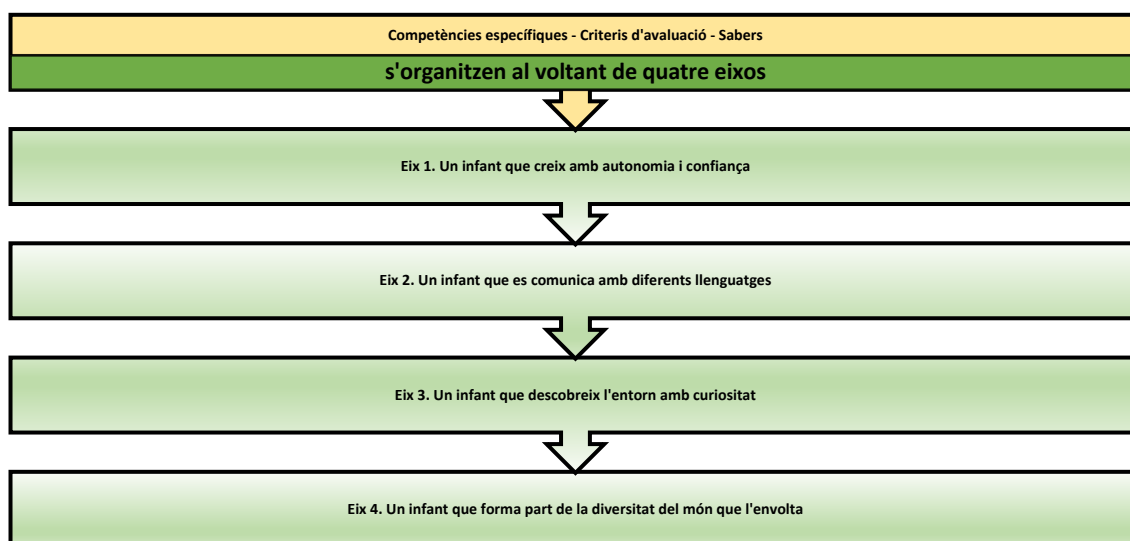 Competències específiques - Criteris d'avaluació - Sabers
s'organitzen al voltant de quatre eixos
Eix 1. Un infant que creix amb autonomia i confiança
Eix 2. Un infant que es comunica amb diferents llenguatges
Eix 3. Un infant que descobreix l'entorn amb curiositat
Eix 4. Un infant que forma part de la diversitat del món que l'envolta